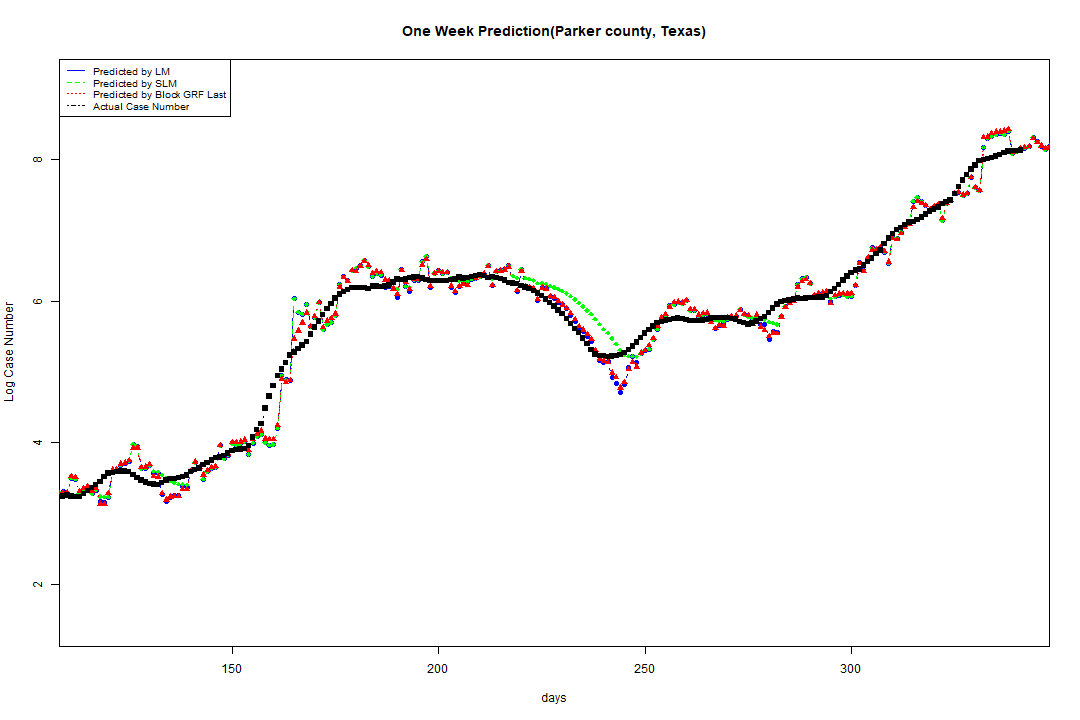 One Week Prediction(Parker county, Texas)
Predicted by LM
Predicted by SLM
Predicted by Block GRF Last
Actual Case Number
8
6
4
2
Log Case Number
150
200
250
300
days